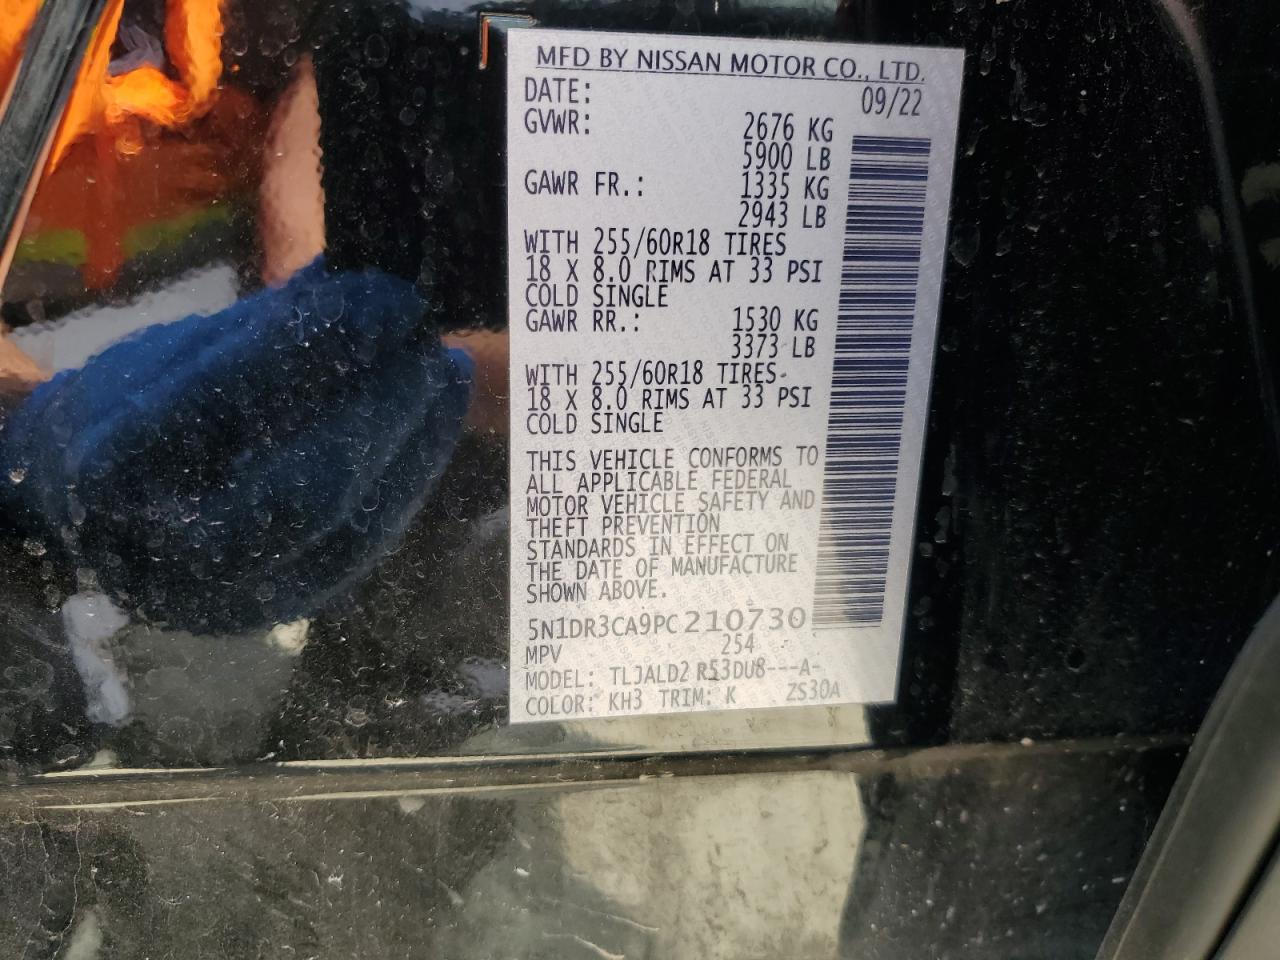 MFD BY NISSAN MOTOR CO., LTD.
DATE: 09/22
GVWR: 2676 KG
5900 LB
GAWR FR.: 1335 KG
2943 LB
WITH 255/60R18 TIRES
18 X 8.0 RIMS AT 33 PSI
COLD SINGLE
GAWR RR.: 1530 KG
3373 LB
WITH 255/60R18 TIRES
18 X 8.0 RIMS AT 33 PSI
COLD SINGLE
THIS VEHICLE CONFORMS TO
ALL APPLICABLE FEDERAL
MOTOR VEHICLE SAFETY AND
THEFT PREVENTION
STANDARDS IN EFFECT ON
THE DATE OF MANUFACTURE
SHOWN ABOVE.
5N1DR3CA9PC210730
MPV 254
MODEL: TLJALD2 R53DU8---A-
COLOR: KH3 TRIM: K ZS30A